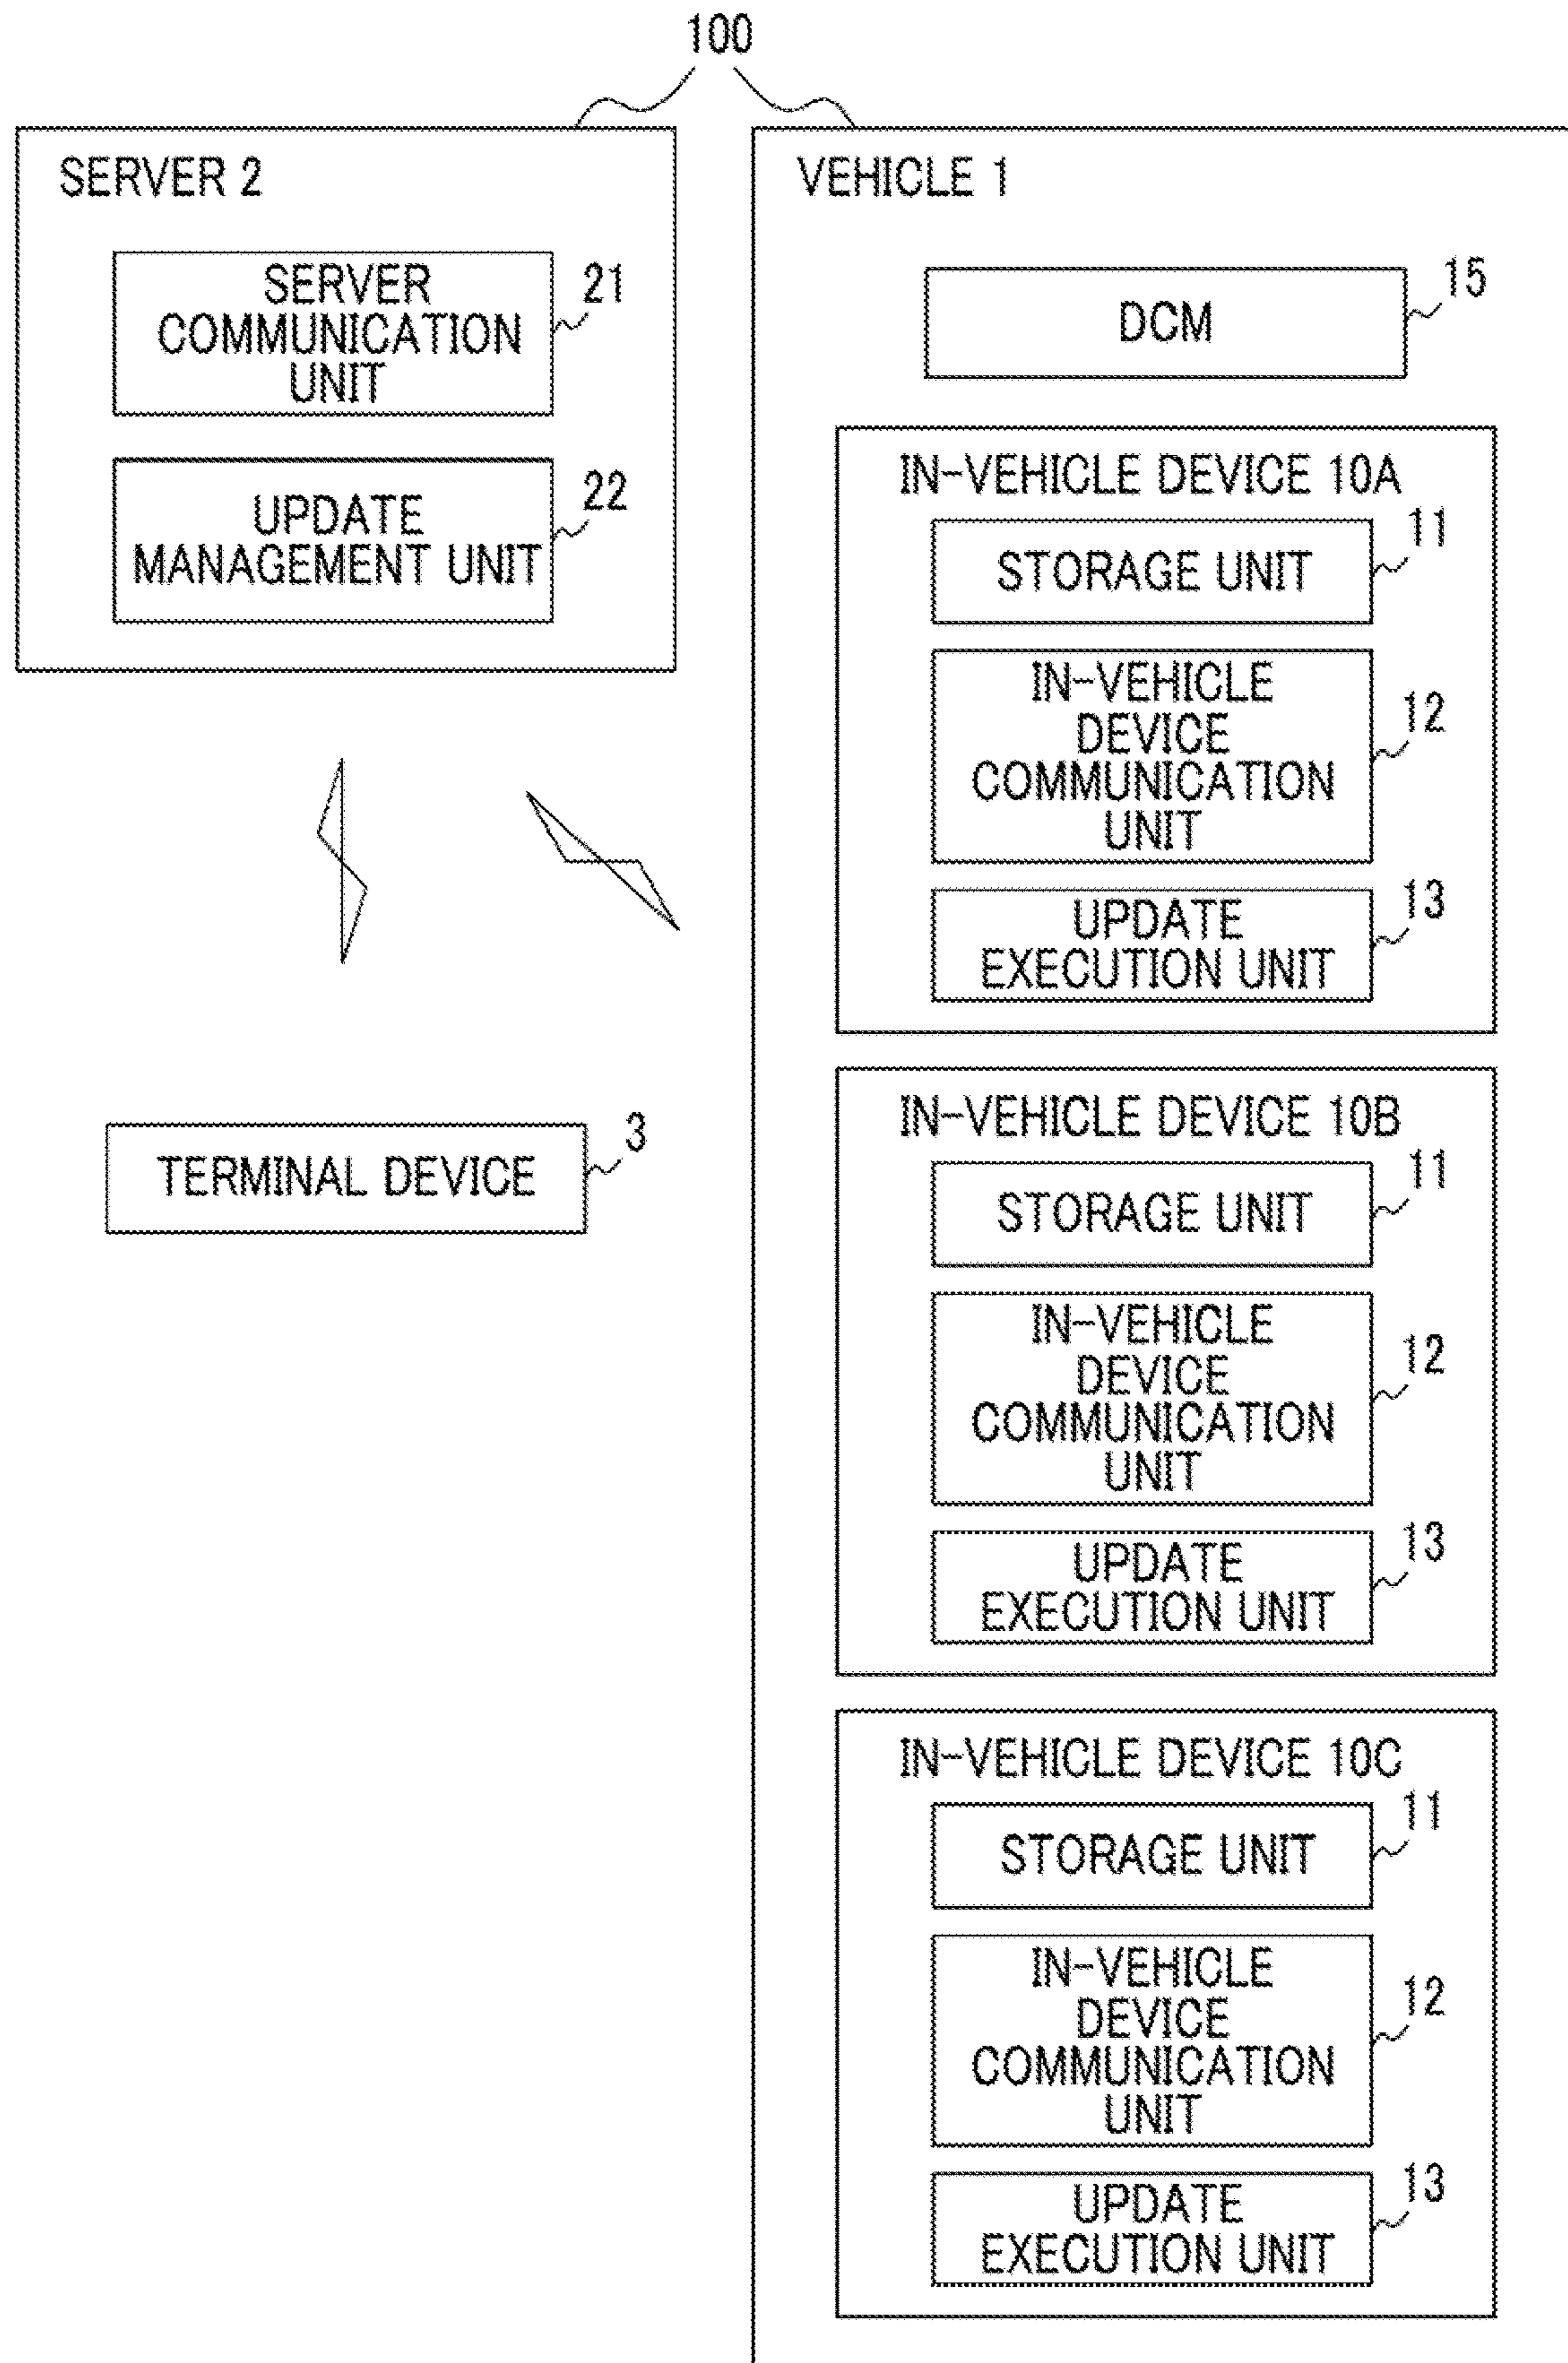 100
SERVER 2
SERVER
COMMUNICATION
UNIT
21
UPDATE
MANAGEMENT UNIT
22
TERMINAL DEVICE
3
VEHICLE 1
DCM
15
IN-VEHICLE DEVICE 10A
STORAGE UNIT
11
IN-VEHICLE
DEVICE
COMMUNICATION
UNIT
12
UPDATE
EXECUTION UNIT
13
IN-VEHICLE DEVICE 10B
STORAGE UNIT
11
IN-VEHICLE
DEVICE
COMMUNICATION
UNIT
12
UPDATE
EXECUTION UNIT
13
IN-VEHICLE DEVICE 10C
STORAGE UNIT
11
IN-VEHICLE
DEVICE
COMMUNICATION
UNIT
12
UPDATE
EXECUTION UNIT
13